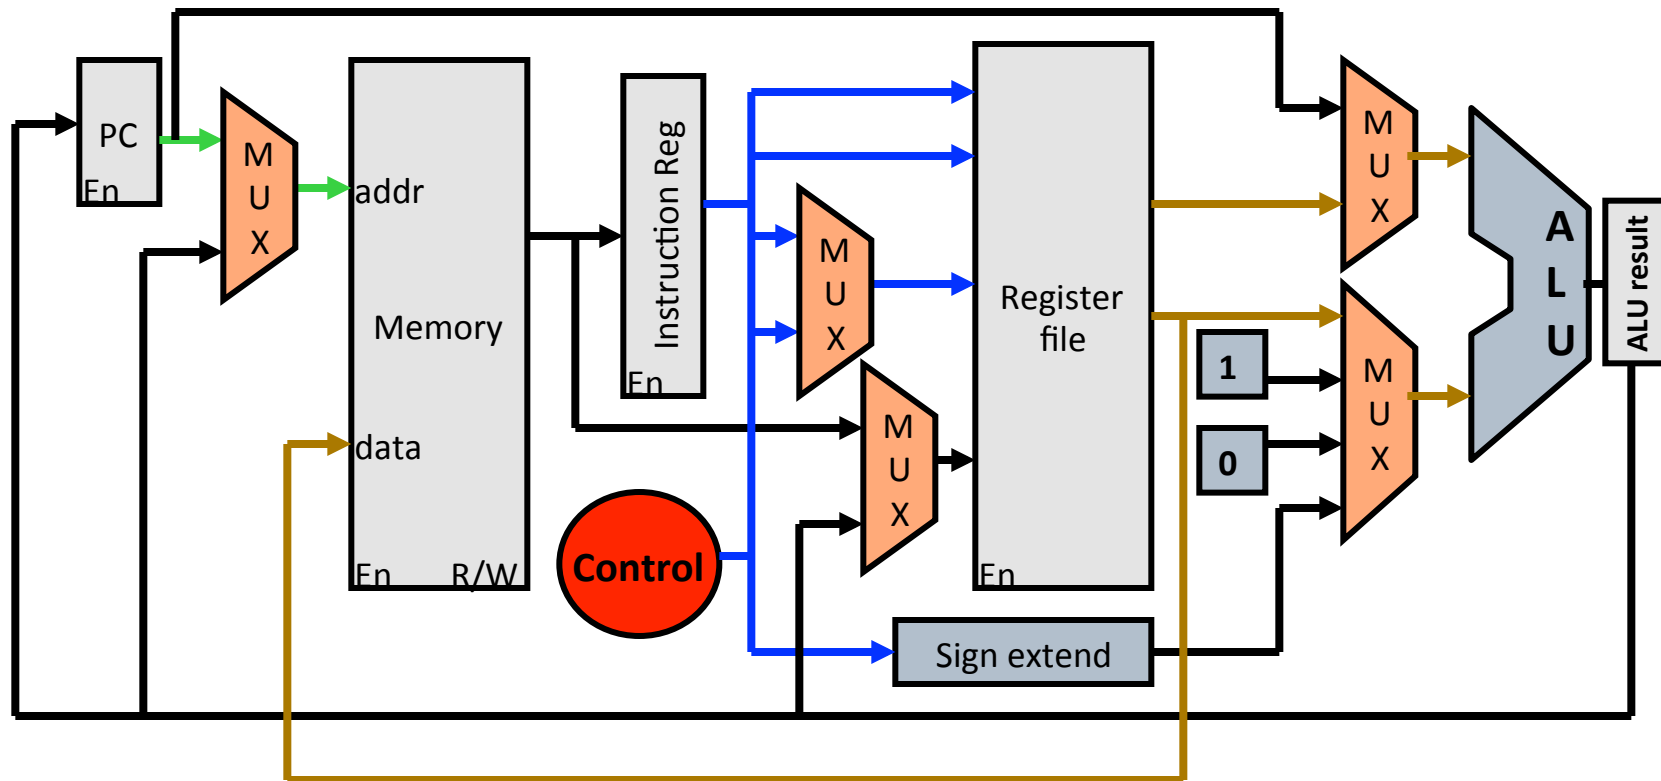 PC
En
M
U
X
addr
Memory
data
En R/W
Instruction Reg
En
M
U
X
M
U
X
Control
Register
file
En
Sign extend
1
0
M
U
X
M
U
X
A
L
U
ALU result